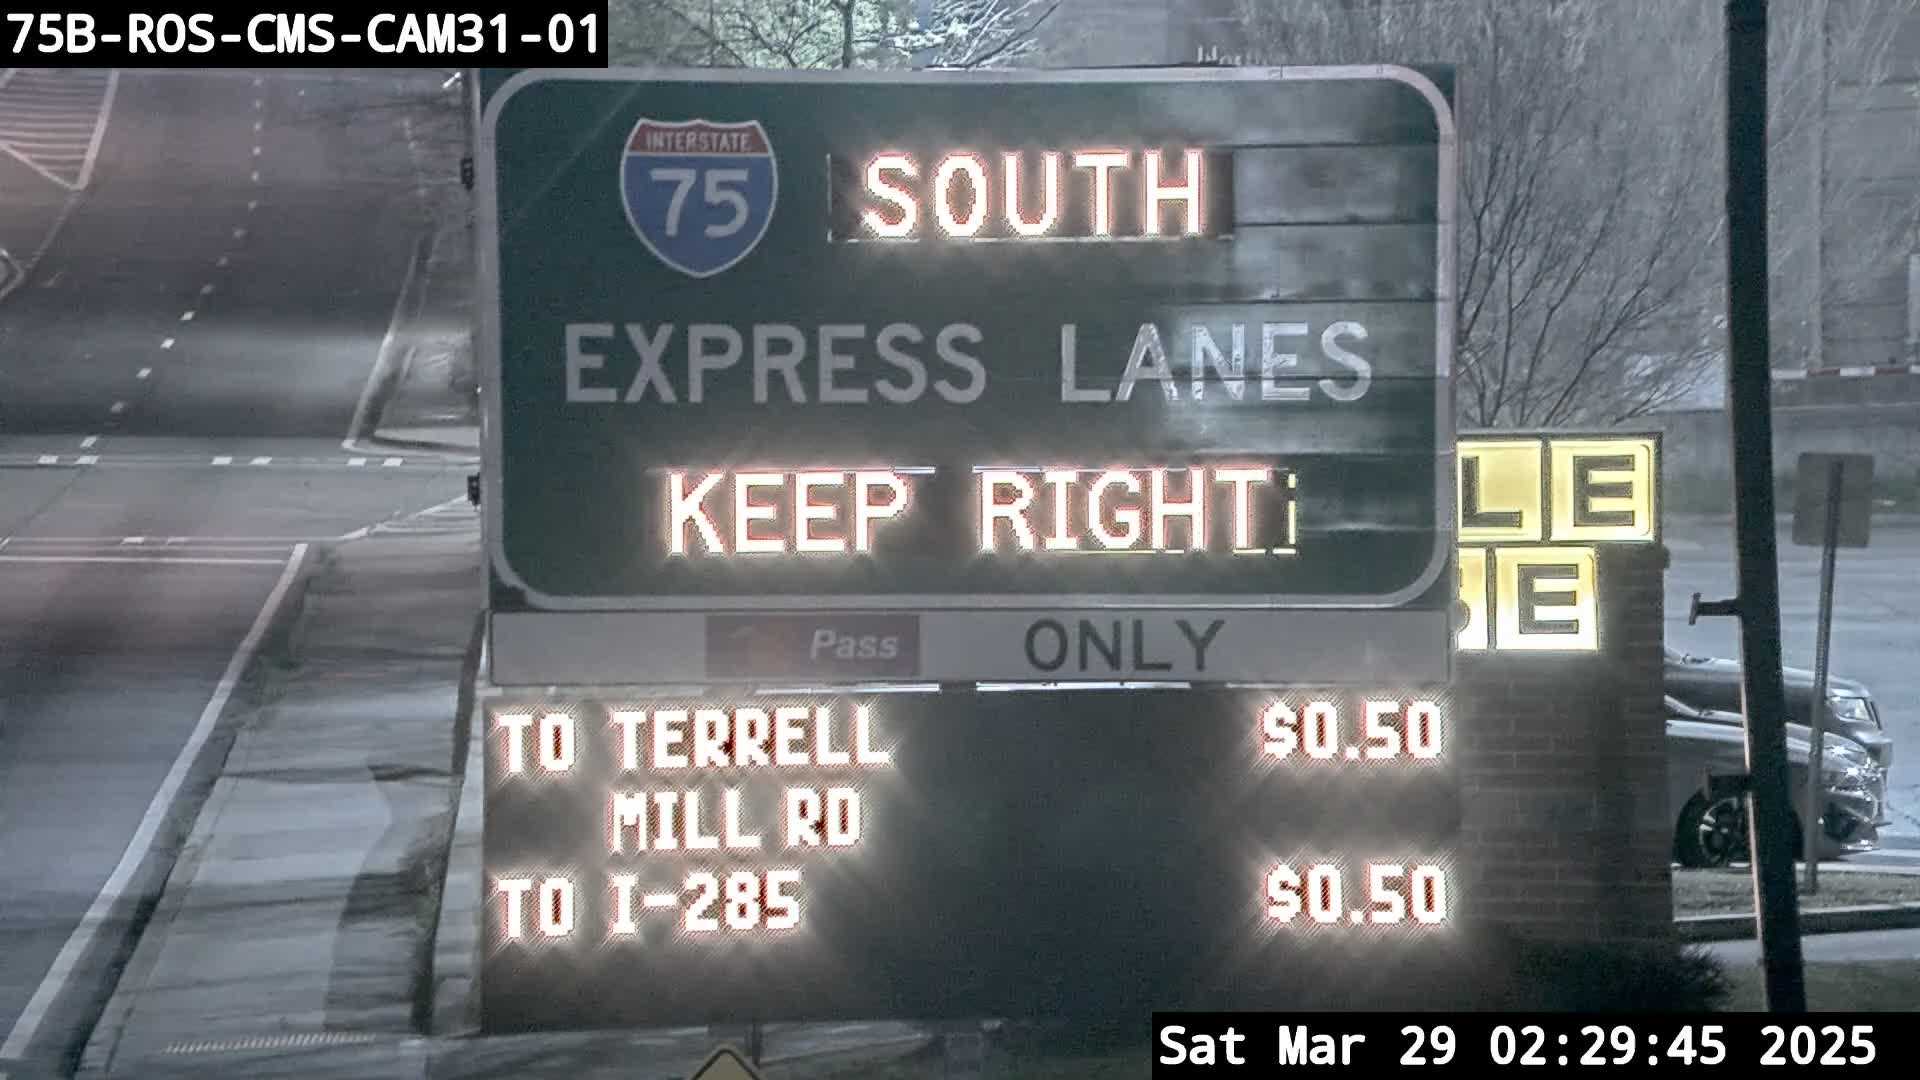 75B-ROS-CMS-CAM31-01
INTERSTATE
75
SOUTH
EXPRESS LANES
KEEP RIGHT
Pass ONLY
TO TERRELL $0.50
MILL RD
TO I-285 $0.50
LE
E
Sat Mar 29 02:29:45 2025